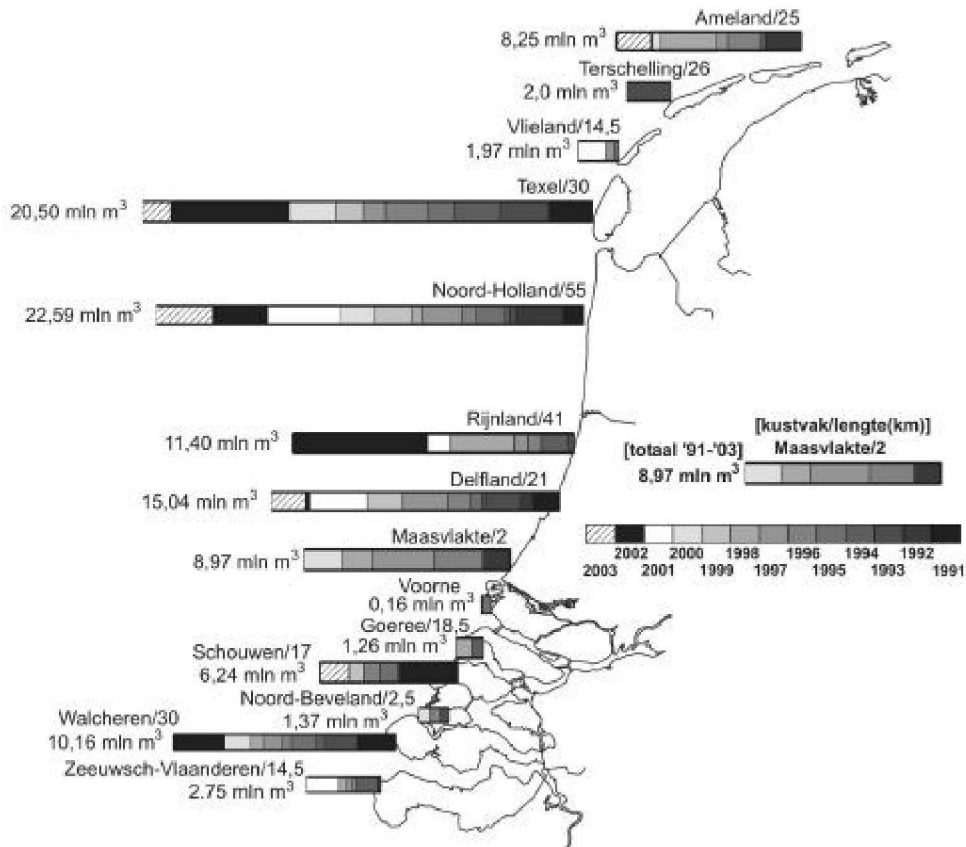 Ameland/25
8,25 mln m³
Terschelling/26
2,0 mln m³
Vlieland/14,5
1,97 mln m³
Texel/30
20,50 mln m³
Noord-Holland/55
22,59 mln m³
Rijnland/41
11,40 mln m³
[kustvak/lengte(km)]
[totaal '91-'03] Maasvlakte/2
8,97 mln m³
Delfland/21
15,04 mln m³
Maasvlakte/2
8,97 mln m³
2002 2000 1998 1996 1994 1992
2003 2001 1999 1997 1995 1993 1991
Voorne
0,16 mln m³
Goeree/18,5
1,26 mln m³
Schouwen/17
6,24 mln m³
Noord-Beveland/2,5
1,37 mln m³
Walcheren/30
10,16 mln m³
Zeeuwsch-Vlaanderen/14,5
2.75 mln m³